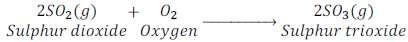 2SO₂(g) + O₂ ⟶ 2SO₃(g)
Sulphur dioxide Oxygen Sulphur trioxide